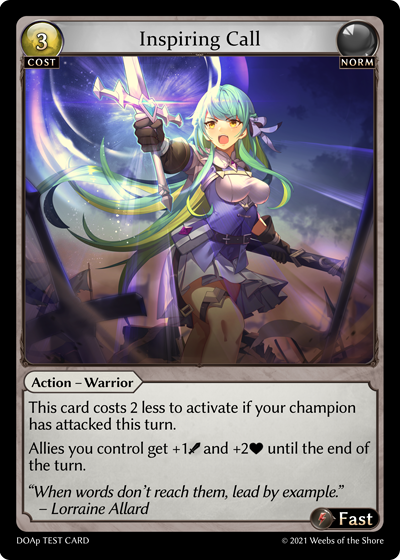 3
Inspiring Call
COST
NORM
Action – Warrior
This card costs 2 less to activate if your champion
has attacked this turn.
Allies you control get +1 and +2 until the end of
the turn.
“When words don’t reach them, lead by example.”
– Lorraine Allard
F Fast
DOAp TEST CARD
© 2021 Weebs of the Shore